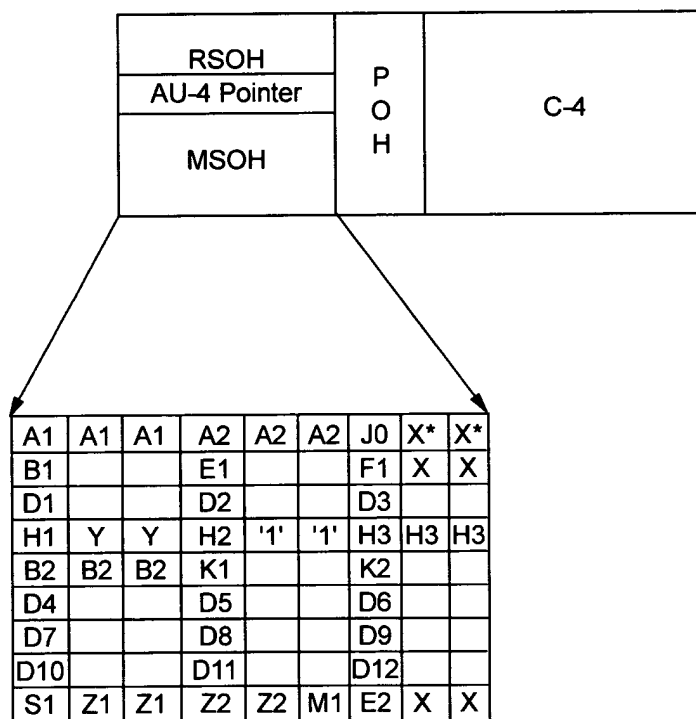 RSOH
AU-4 Pointer
MSOH
P
O
H
C-4
A1 A1 A1 A2 A2 A2 J0 X* X*
B1 E1 F1 X X
D1 D2 D3
H1 Y Y H2 '1' '1' H3 H3 H3
B2 B2 B2 K1 K2
D4 D5 D6
D7 D8 D9
D10 D11 D12
S1 Z1 Z1 Z2 Z2 M1 E2 X X